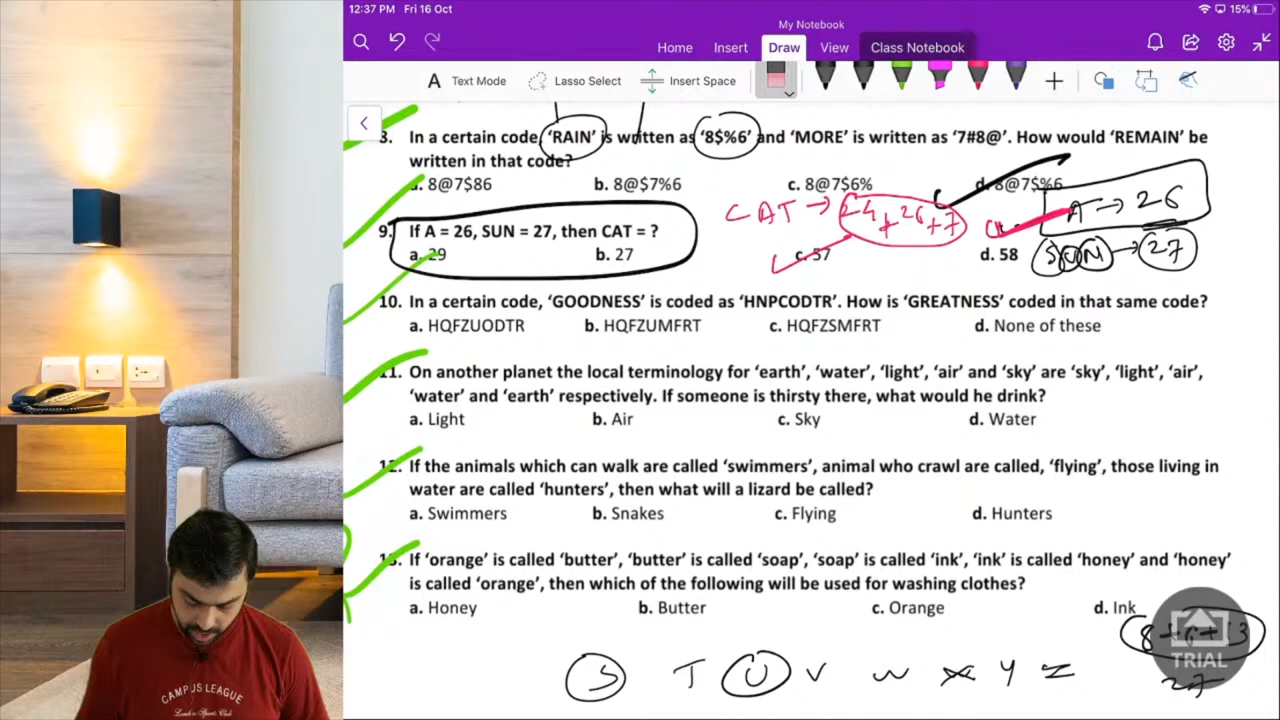 12:37 PM Fri 16 Oct
15%
My Notebook
Home Insert Draw View Class Notebook
A Text Mode Lasso Select Insert Space
3. In a certain code, 'RAIN' is written as '8$%6' and 'MORE' is written as '7#8@'. How would 'REMAIN' be
written in that code?
a. 8@7$86 b. 8@$7%6 c. 8@7$6% d. 8@7$%6
CAT → 24 + 26 + 7
A → 26
9. If A = 26, SUN = 27, then CAT = ?
a. 29 b. 27 c. 57 d. 58
SUN → 27
10. In a certain code, 'GOODNESS' is coded as 'HNPCODTR'. How is 'GREATNESS' coded in that same code?
a. HQFZUODTR b. HQFZUMFRT c. HQFZSMFRT d. None of these
11. On another planet the local terminology for 'earth', 'water', 'light', 'air' and 'sky' are 'sky', 'light', 'air',
'water' and 'earth' respectively. If someone is thirsty there, what would he drink?
a. Light b. Air c. Sky d. Water
12. If the animals which can walk are called 'swimmers', animal who crawl are called, 'flying', those living in
water are called 'hunters', then what will a lizard be called?
a. Swimmers b. Snakes c. Flying d. Hunters
13. If 'orange' is called 'butter', 'butter' is called 'soap', 'soap' is called 'ink', 'ink' is called 'honey' and 'honey'
is called 'orange', then which of the following will be used for washing clothes?
a. Honey b. Butter c. Orange d. Ink
8 + 6 + 13
27
S T U V W X Y Z
TRIAL
CAMPUS LEAGUE
London Sports Club